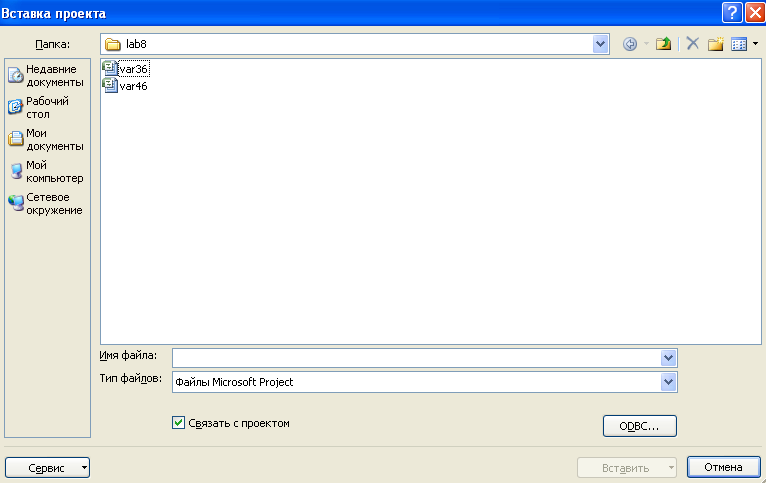 Вставка проекта
Папка:
lab8
Недавние
документы
Рабочий
стол
Мои
документы
Мой
компьютер
Сетевое
окружение
var36
var46
Имя файла:
Тип файлов:
Файлы Microsoft Project
Связать с проектом
ODBC...
Сервис
Вставить
Отмена